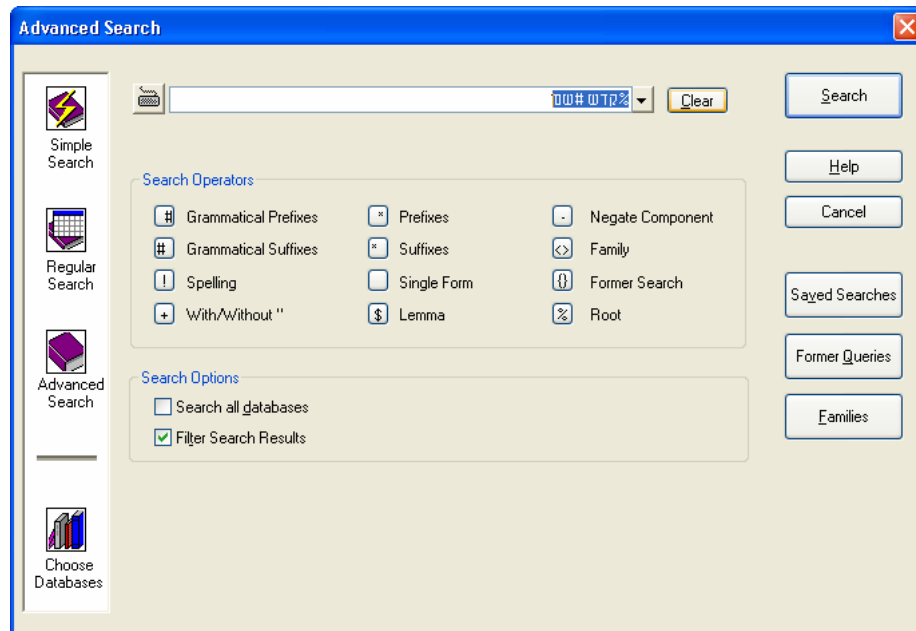 Advanced Search
%קדש #שם
Clear
Search
Help
Cancel
Saved Searches
Former Queries
Families
Simple
Search
Regular
Search
Advanced
Search
Choose
Databases
Search Operators
# Grammatical Prefixes
* Prefixes
- Negate Component
# Grammatical Suffixes
* Suffixes
<> Family
! Spelling
Single Form
{} Former Search
+ With/Without "
$ Lemma
% Root
Search Options
Search all databases
Filter Search Results